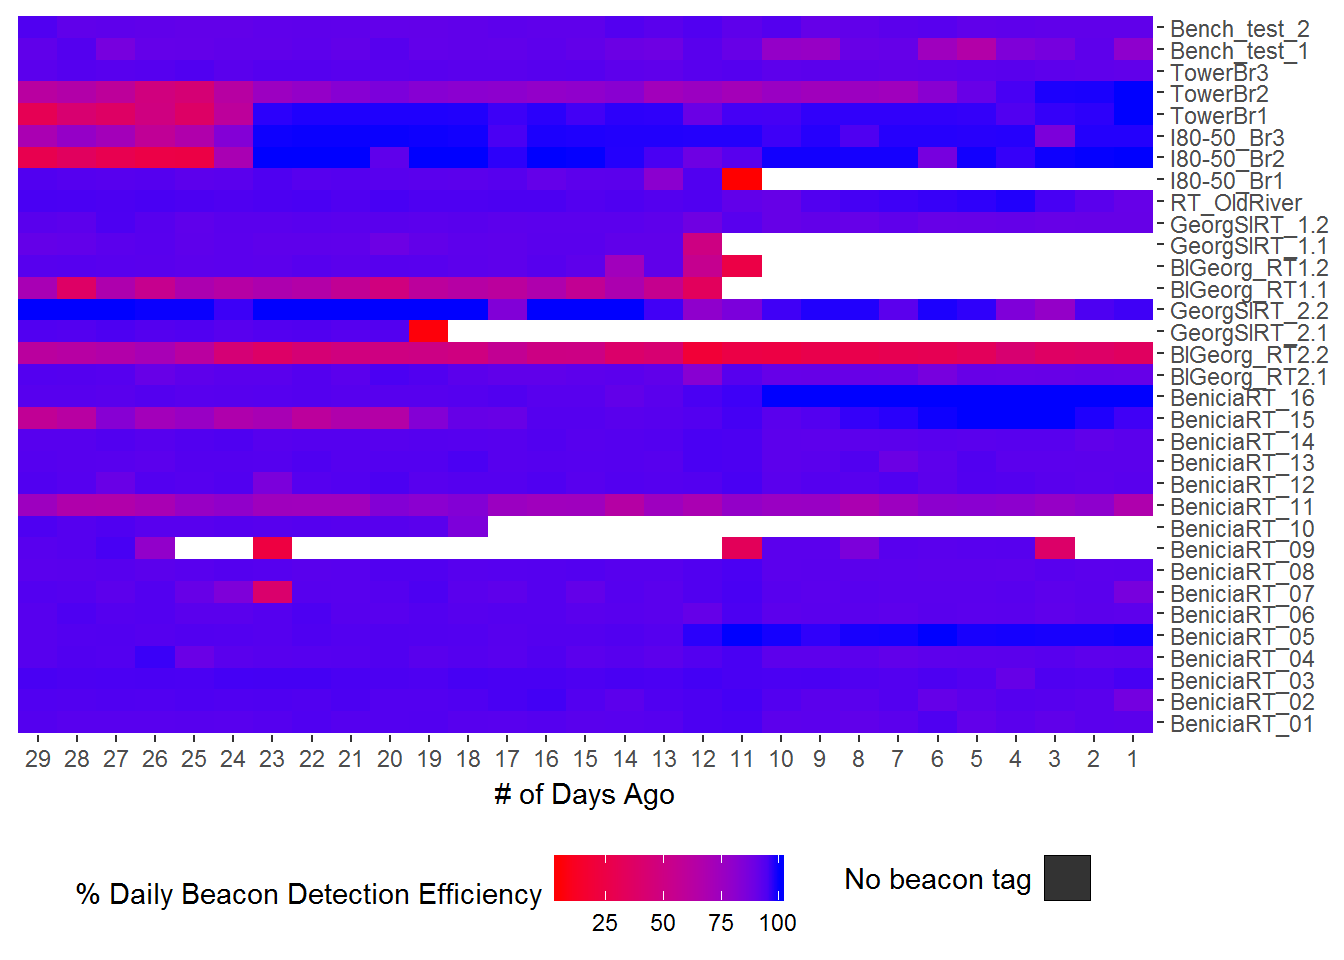 Bench_test_2
Bench_test_1
TowerBr3
TowerBr2
TowerBr1
I80-50_Br3
I80-50_Br2
I80-50_Br1
RT_OldRiver
GeorgSlRT_1.2
GeorgSlRT_1.1
BlGeorg_RT1.2
BlGeorg_RT1.1
GeorgSlRT_2.2
GeorgSlRT_2.1
BlGeorg_RT2.2
BlGeorg_RT2.1
BeniciaRT_16
BeniciaRT_15
BeniciaRT_14
BeniciaRT_13
BeniciaRT_12
BeniciaRT_11
BeniciaRT_10
BeniciaRT_09
BeniciaRT_08
BeniciaRT_07
BeniciaRT_06
BeniciaRT_05
BeniciaRT_04
BeniciaRT_03
BeniciaRT_02
BeniciaRT_01
29 28 27 26 25 24 23 22 21 20 19 18 17 16 15 14 13 12 11 10 9 8 7 6 5 4 3 2 1
# of Days Ago
% Daily Beacon Detection Efficiency
25 50 75 100
No beacon tag